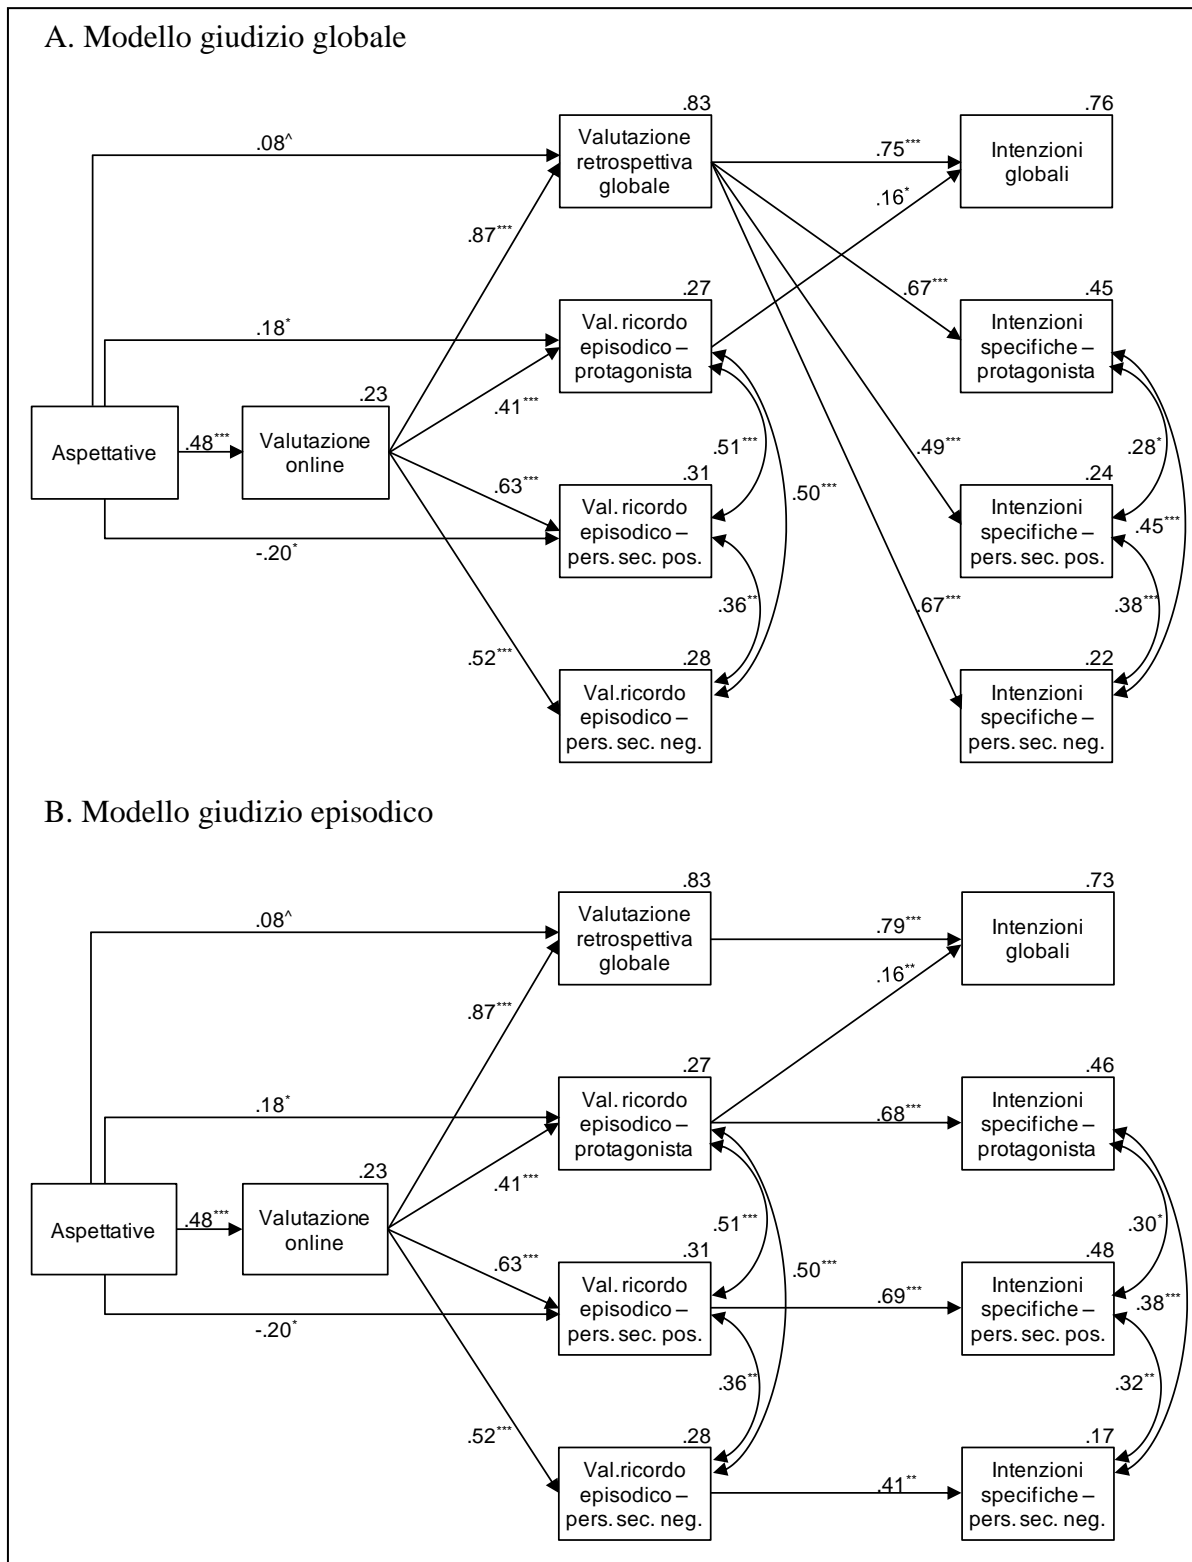 A. Modello giudizio globale
.83
.76
.08^
Valutazione
retrospettiva
globale
.75***
Intenzioni
globali
.16*
.87***
.27
.67***
.45
.18*
Val. ricordo
episodico –
protagonista
Intenzioni
specifiche –
protagonista
.23
.41***
Aspettative
.48***
Valutazione
online
.51***
.49***
.28*
.63***
.31
.50***
.24
Val. ricordo
episodico –
pers. sec. pos.
Intenzioni
specifiche –
pers. sec. pos.
.45***
-.20*
.36**
.67***
.38***
.52***
.28
.22
Val.ricordo
episodico –
pers. sec. neg.
Intenzioni
specifiche –
pers. sec. neg.
B. Modello giudizio episodico
.83
.73
.08^
Valutazione
retrospettiva
globale
.79***
Intenzioni
globali
.16**
.87***
.27
.46
.18*
Val. ricordo
episodico –
protagonista
.68***
Intenzioni
specifiche –
protagonista
.23
.41***
Aspettative
.48***
Valutazione
online
.51***
.30*
.63***
.31
.50***
.48
Val. ricordo
episodico –
pers. sec. pos.
.69***
Intenzioni
specifiche –
pers. sec. pos.
.38***
-.20*
.36**
.32**
.52***
.28
.17
Val.ricordo
episodico –
pers. sec. neg.
.41**
Intenzioni
specifiche –
pers. sec. neg.